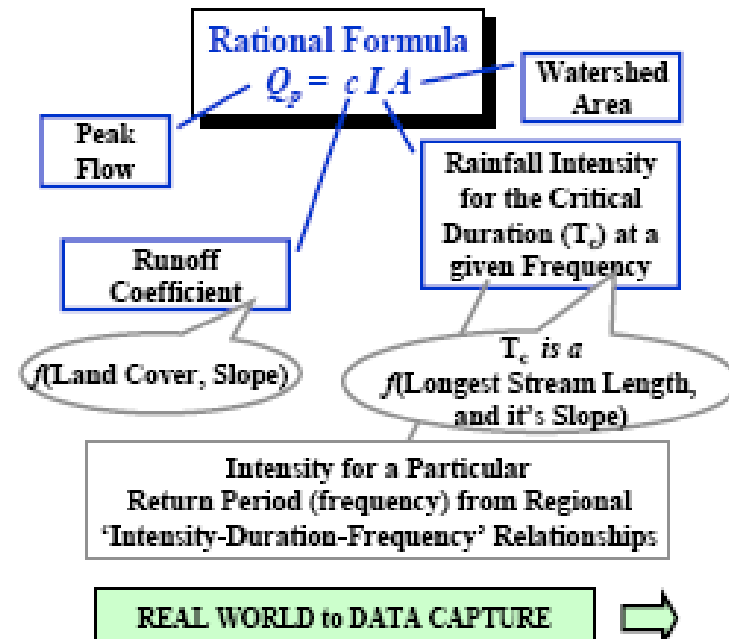 Rational Formula
Qp = c I A
Watershed
Area
Peak
Flow
Rainfall Intensity
for the Critical
Duration (Tc) at a
given Frequency
Runoff
Coefficient
f(Land Cover, Slope)
Tc is a
f(Longest Stream Length,
and it's Slope)
Intensity for a Particular
Return Period (frequency) from Regional
‘Intensity-Duration-Frequency’ Relationships
REAL WORLD to DATA CAPTURE